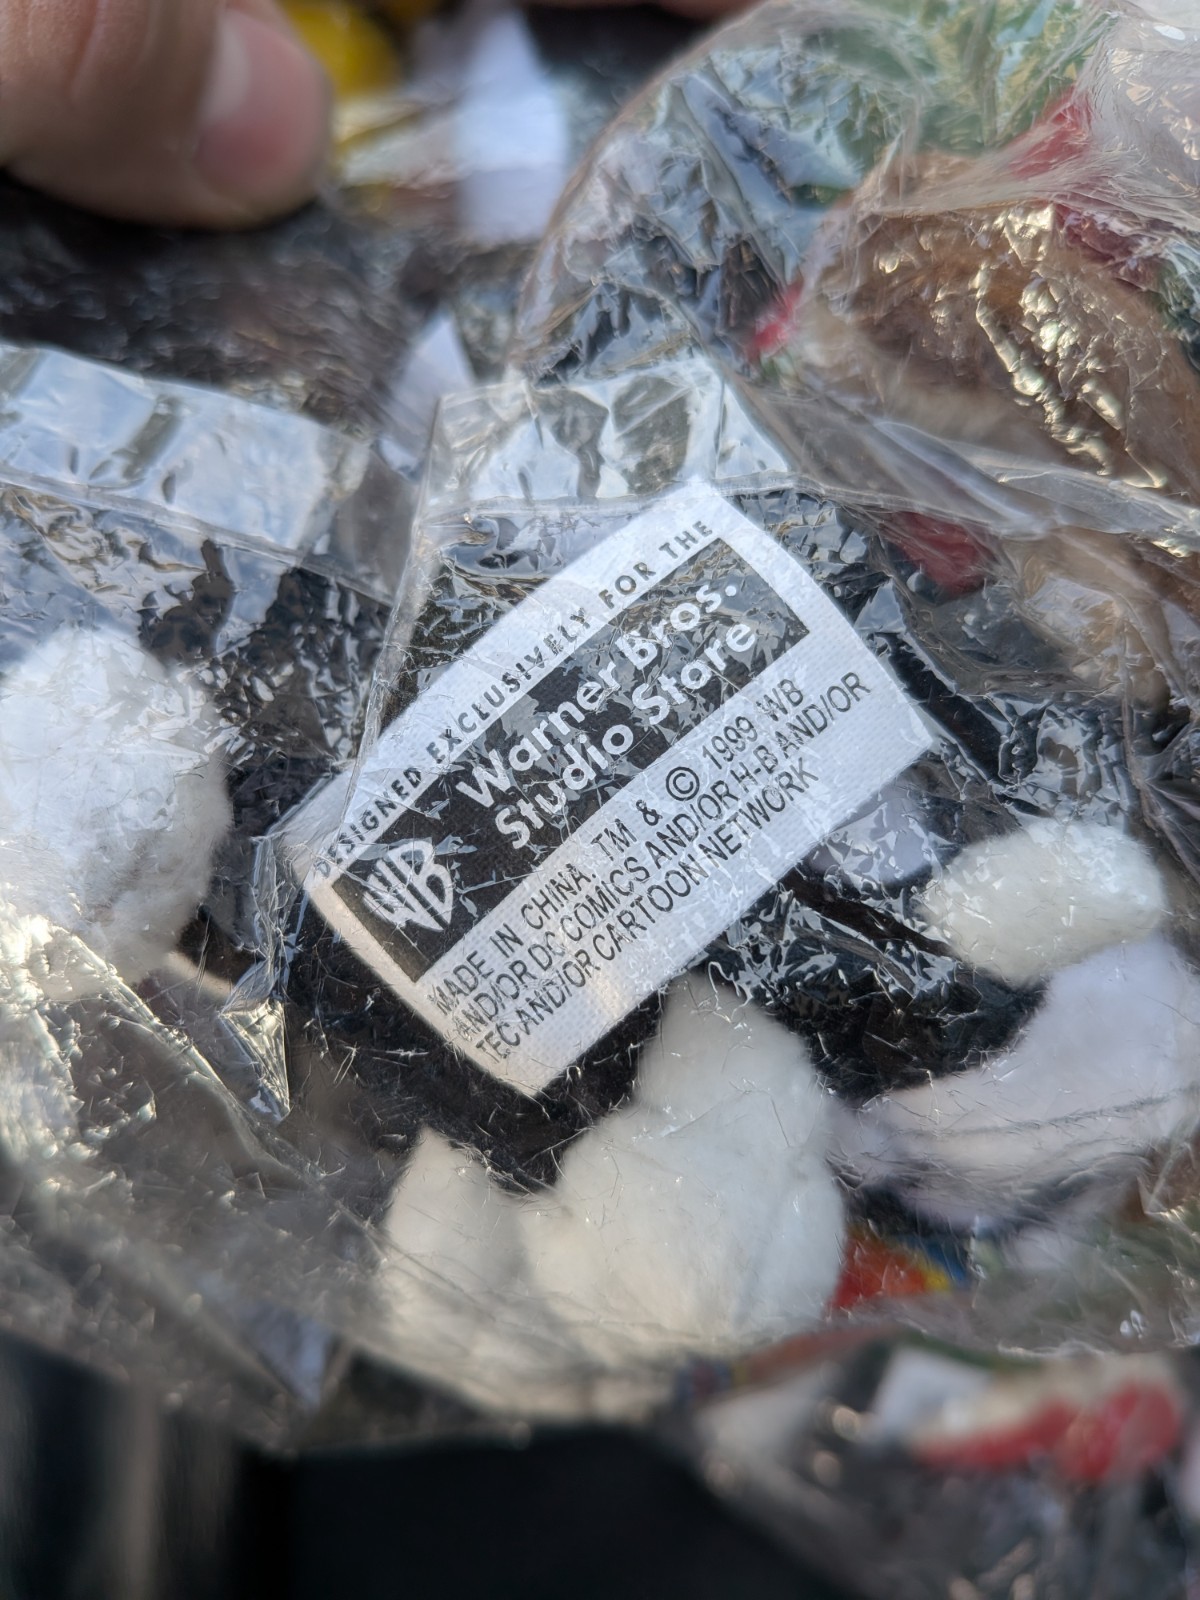 DESIGNED EXCLUSIVELY FOR THE
WB
Warner Bros.
Studio Store
MADE IN CHINA. TM & © 1999 WB
AND/OR DC COMICS AND/OR H-B AND/OR
TEC AND/OR CARTOON NETWORK